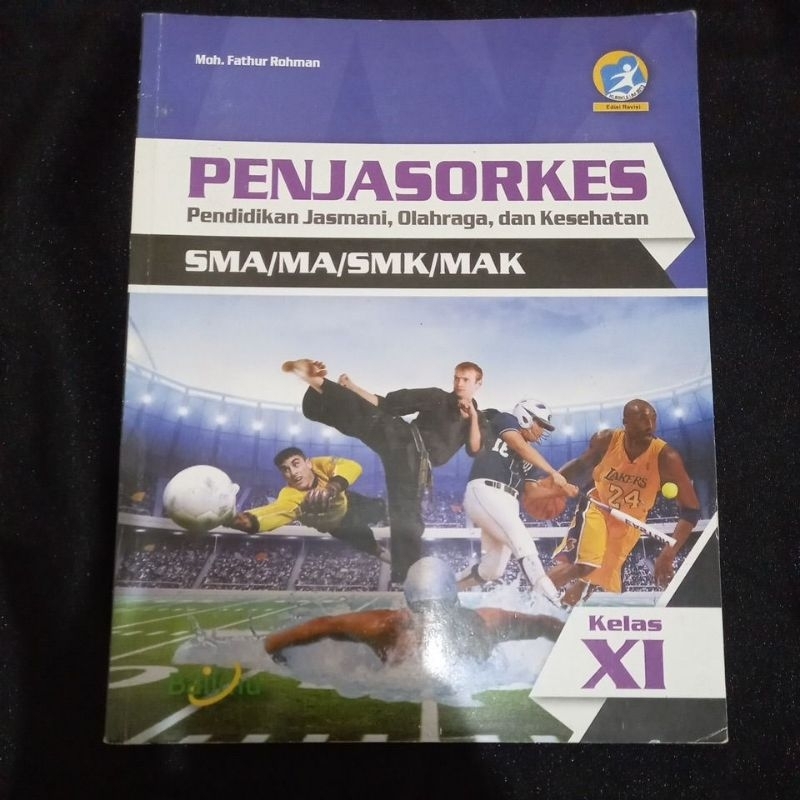 Moh. Fathur Rohman
Edisi Revisi
PENJASORKES
Pendidikan Jasmani, Olahraga, dan Kesehatan
SMA/MA/SMK/MAK
LAKERS
24
Kelas
XI